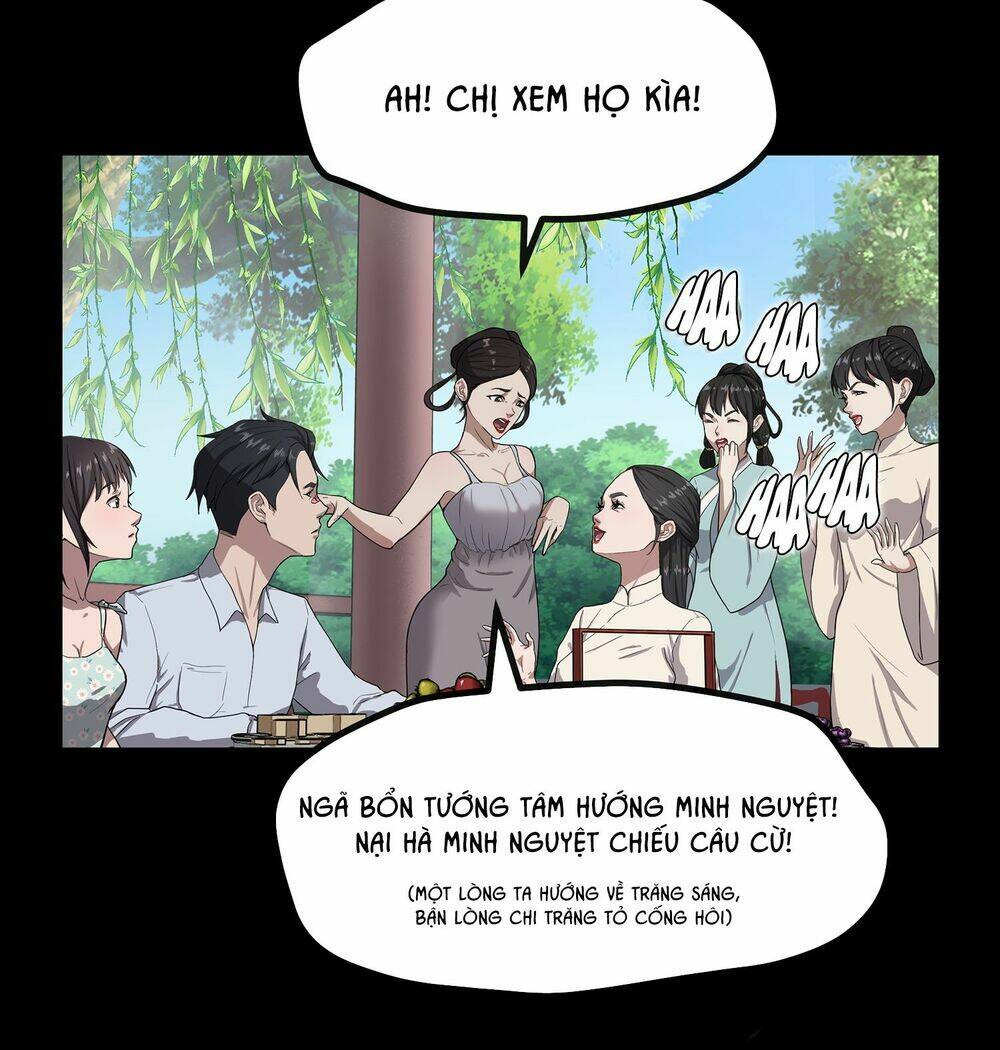 AH! CHỊ XEM HỌ KÌA!
HAA
HAA
HAA
HAA
NGÃ BỔN TƯỚNG TÂM HƯỚNG MINH NGUYỆT!
NẠI HÀ MINH NGUYỆT CHIẾU CÂU CỪ!
(MỘT LÒNG TA HƯỚNG VỀ TRĂNG SÁNG,
BẬN LÒNG CHI TRĂNG TỎ CỐNG HÔI)